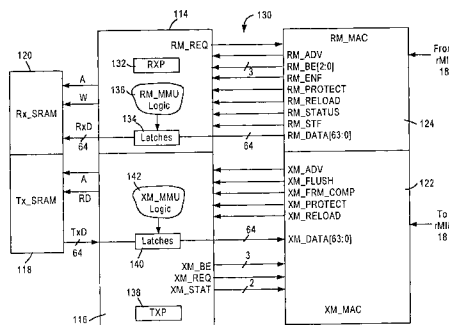 114
130
120
RM_REQ
RM_MAC
From
rMII
18
132
RXP
RM_ADV
A
RM_BE[2:0]
3
RM_ENF
136
RM_MMU
Logic
RM_PROTECT
Rx_SRAM
W
RM_RELOAD
RM_STATUS
134
RM_STF
124
RxD
64
Latches
64
RM_DATA[63:0]
A
XM_ADV
142
XM_FLUSH
122
Tx_SRAM
RD
XM_MMU
Logic
XM_FRM_COMP
XM_PROTECT
XM_RELOAD
To
rMII
18
TxD
64
Latches
64
XM_DATA[63:0]
118
140
XM_BE
3
XM_REQ
XM_STAT
2
138
TXP
116
XM_MAC